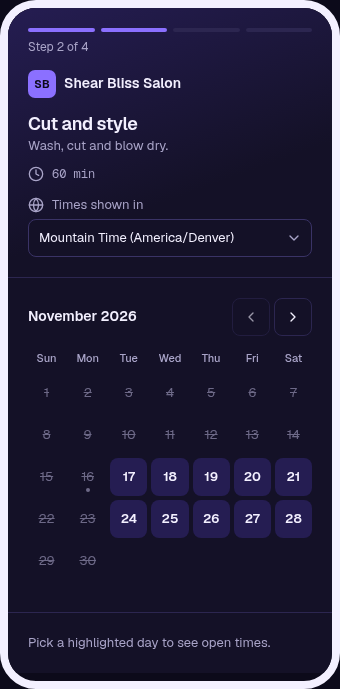 Step 2 of 4
SB Shear Bliss Salon
Cut and style
Wash, cut and blow dry.
60 min
Times shown in
Mountain Time (America/Denver)
November 2026
Sun Mon Tue Wed Thu Fri Sat
1 2 3 4 5 6 7
8 9 10 11 12 13 14
15 16 17 18 19 20 21
22 23 24 25 26 27 28
29 30
Pick a highlighted day to see open times.